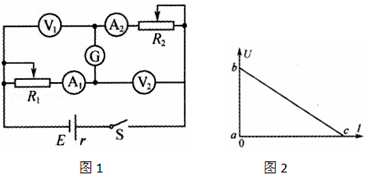 V₁ A₂ R₂
G
R₁ A₁ V₂
E r S
图1
U
b
a 0 c I
图2